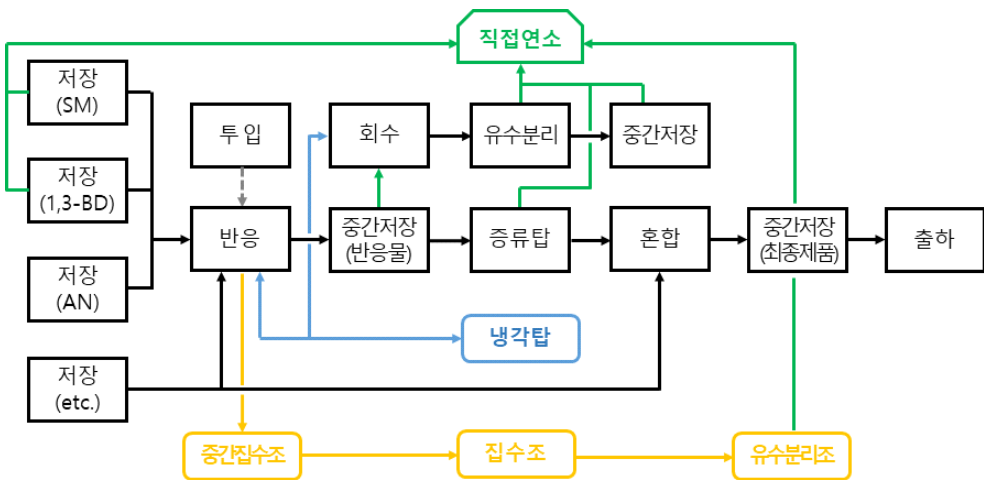 직접연소
저장
(SM)
투 입
회수
유수분리
중간저장
저장
(1,3-BD)
반응
중간저장
(반응물)
증류탑
혼합
중간저장
(최종제품)
출하
저장
(AN)
냉각탑
저장
(etc.)
중간집수조
집수조
유수분리조